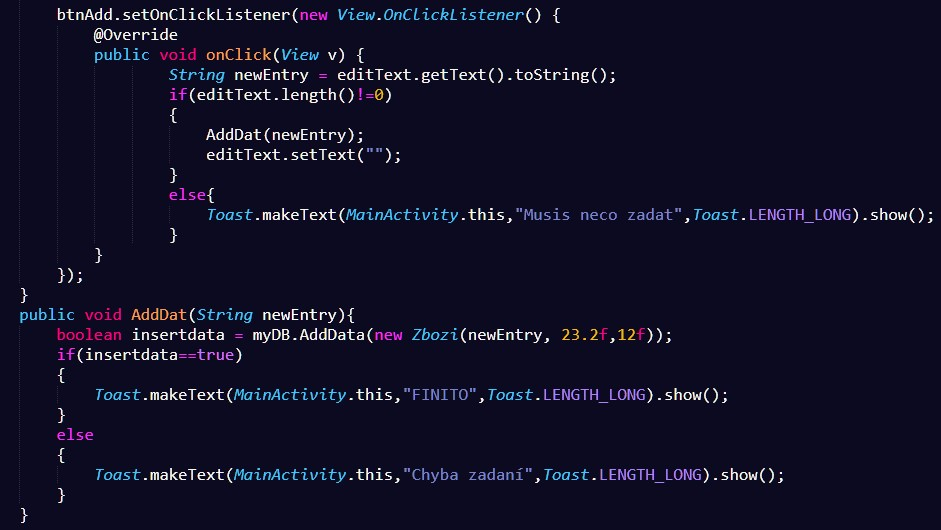 btnAdd.setOnClickListener(new View.OnClickListener() {
@Override
public void onClick(View v) {
String newEntry = editText.getText().toString();
if(editText.length()!=0)
{
AddDat(newEntry);
editText.setText("");
}
else{
Toast.makeText(MainActivity.this,"Musis neco zadat",Toast.LENGTH_LONG).show();
}
}
});
}
public void AddDat(String newEntry){
boolean insertdata = myDB.AddData(new Zbozi(newEntry, 23.2f,12f));
if(insertdata==true)
{
Toast.makeText(MainActivity.this,"FINITO",Toast.LENGTH_LONG).show();
}
else
{
Toast.makeText(MainActivity.this,"Chyba zadaní",Toast.LENGTH_LONG).show();
}
}